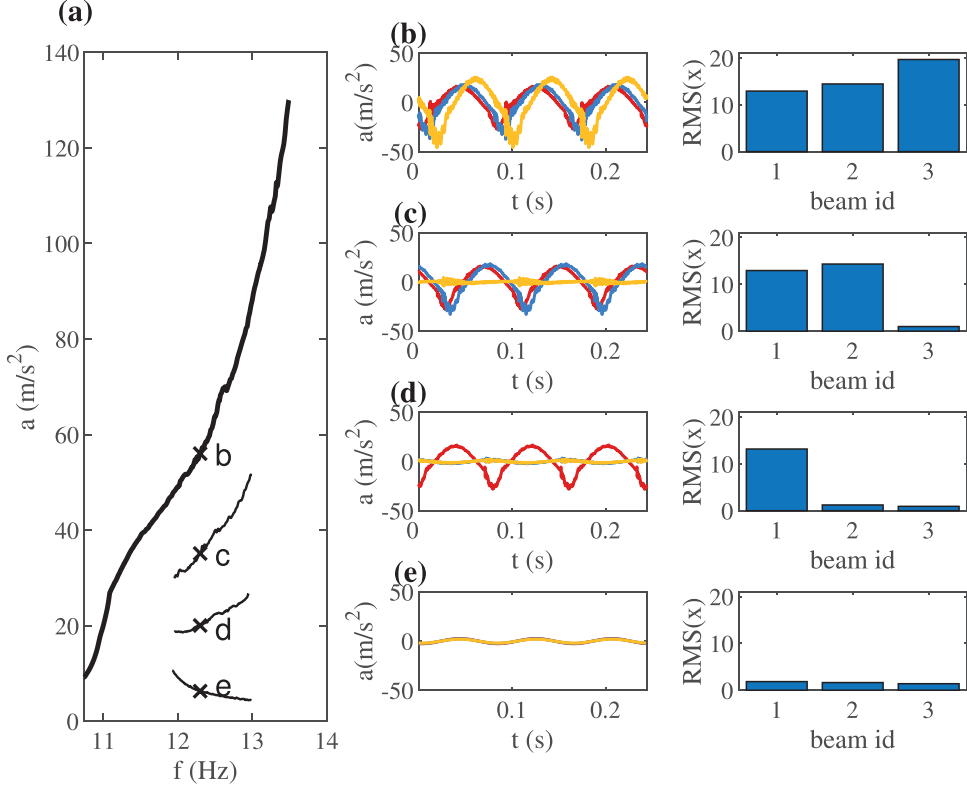 (a)
140
120
100
80
60
40
20
0
a (m/s²)
11
12
13
14
f (Hz)
b
c
d
e
(b)
50
0
-50
a (m/s²)
0
0.1
0.2
t (s)
20
10
0
RMS(x)
1
2
3
beam id
(c)
50
0
-50
a (m/s²)
0
0.1
0.2
t (s)
20
10
0
RMS(x)
1
2
3
beam id
(d)
50
0
-50
a (m/s²)
0
0.1
0.2
t (s)
20
10
0
RMS(x)
1
2
3
beam id
(e)
50
0
-50
a(m/s²)
0.1
0.2
t (s)
20
10
0
RMS(x)
1
2
3
beam id